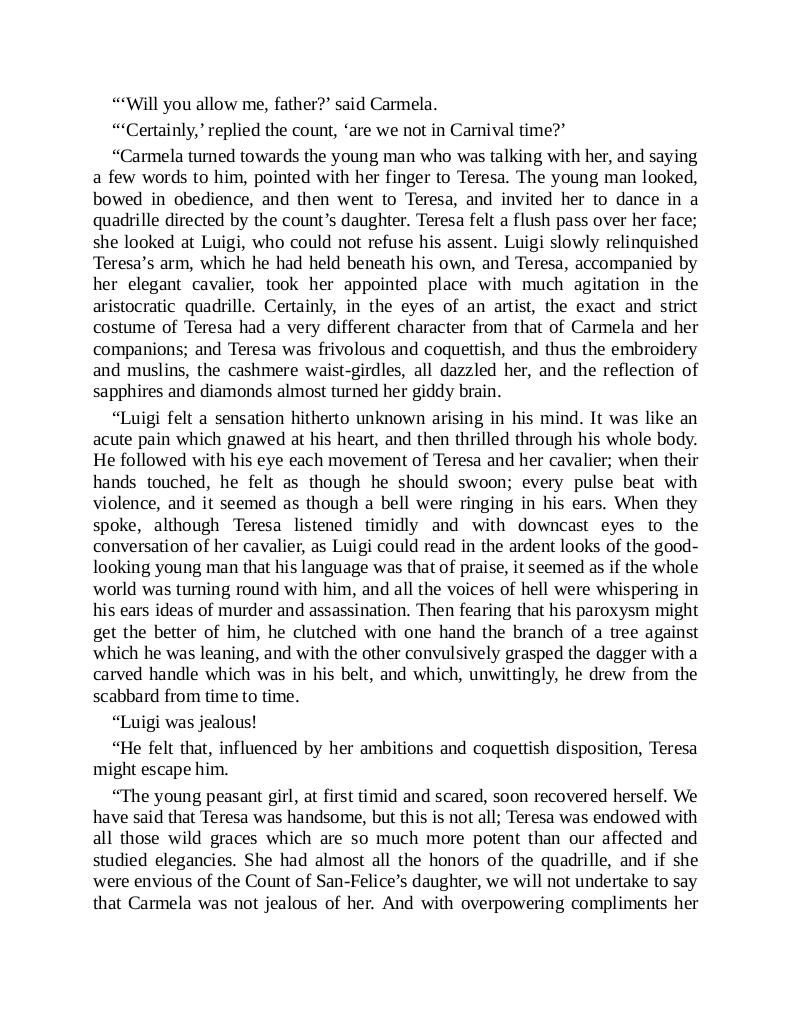 “‘Will you allow me, father?’ said Carmela.
“‘Certainly,’ replied the count, ‘are we not in Carnival time?’
“Carmela turned towards the young man who was talking with her, and saying
a few words to him, pointed with her finger to Teresa. The young man looked,
bowed in obedience, and then went to Teresa, and invited her to dance in a
quadrille directed by the count’s daughter. Teresa felt a flush pass over her face;
she looked at Luigi, who could not refuse his assent. Luigi slowly relinquished
Teresa’s arm, which he had held beneath his own, and Teresa, accompanied by
her elegant cavalier, took her appointed place with much agitation in the
aristocratic quadrille. Certainly, in the eyes of an artist, the exact and strict
costume of Teresa had a very different character from that of Carmela and her
companions; and Teresa was frivolous and coquettish, and thus the embroidery
and muslins, the cashmere waist-girdles, all dazzled her, and the reflection of
sapphires and diamonds almost turned her giddy brain.
“Luigi felt a sensation hitherto unknown arising in his mind. It was like an
acute pain which gnawed at his heart, and then thrilled through his whole body.
He followed with his eye each movement of Teresa and her cavalier; when their
hands touched, he felt as though he should swoon; every pulse beat with
violence, and it seemed as though a bell were ringing in his ears. When they
spoke, although Teresa listened timidly and with downcast eyes to the
conversation of her cavalier, as Luigi could read in the ardent looks of the good-
looking young man that his language was that of praise, it seemed as if the whole
world was turning round with him, and all the voices of hell were whispering in
his ears ideas of murder and assassination. Then fearing that his paroxysm might
get the better of him, he clutched with one hand the branch of a tree against
which he was leaning, and with the other convulsively grasped the dagger with a
carved handle which was in his belt, and which, unwittingly, he drew from the
scabbard from time to time.
“Luigi was jealous!
“He felt that, influenced by her ambitions and coquettish disposition, Teresa
might escape him.
“The young peasant girl, at first timid and scared, soon recovered herself. We
have said that Teresa was handsome, but this is not all; Teresa was endowed with
all those wild graces which are so much more potent than our affected and
studied elegancies. She had almost all the honors of the quadrille, and if she
were envious of the Count of San-Felice’s daughter, we will not undertake to say
that Carmela was not jealous of her. And with overpowering compliments her